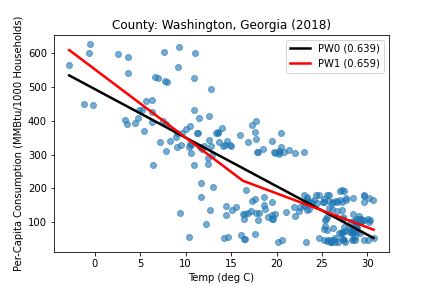 County: Washington, Georgia (2018)
PW0 (0.639)
PW1 (0.659)
Per-Capita Consumption (MMBtu/1000 Households)
600
500
400
300
200
100
0
5
10
15
20
25
30
Temp (deg C)